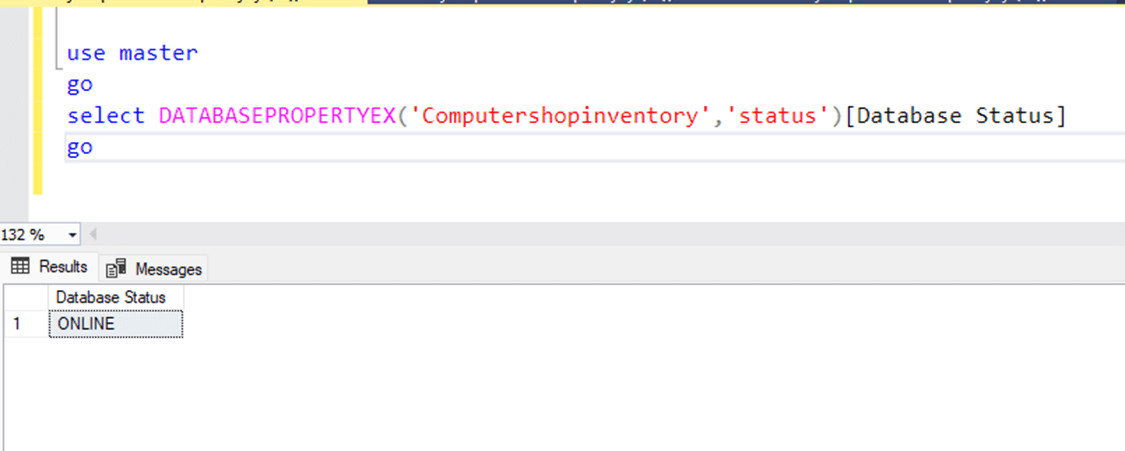 use master
go
select DATABASEPROPERTYEX('Computershopinventory','status')[Database Status]
go
132 %
Results Messages
Database Status
1 ONLINE